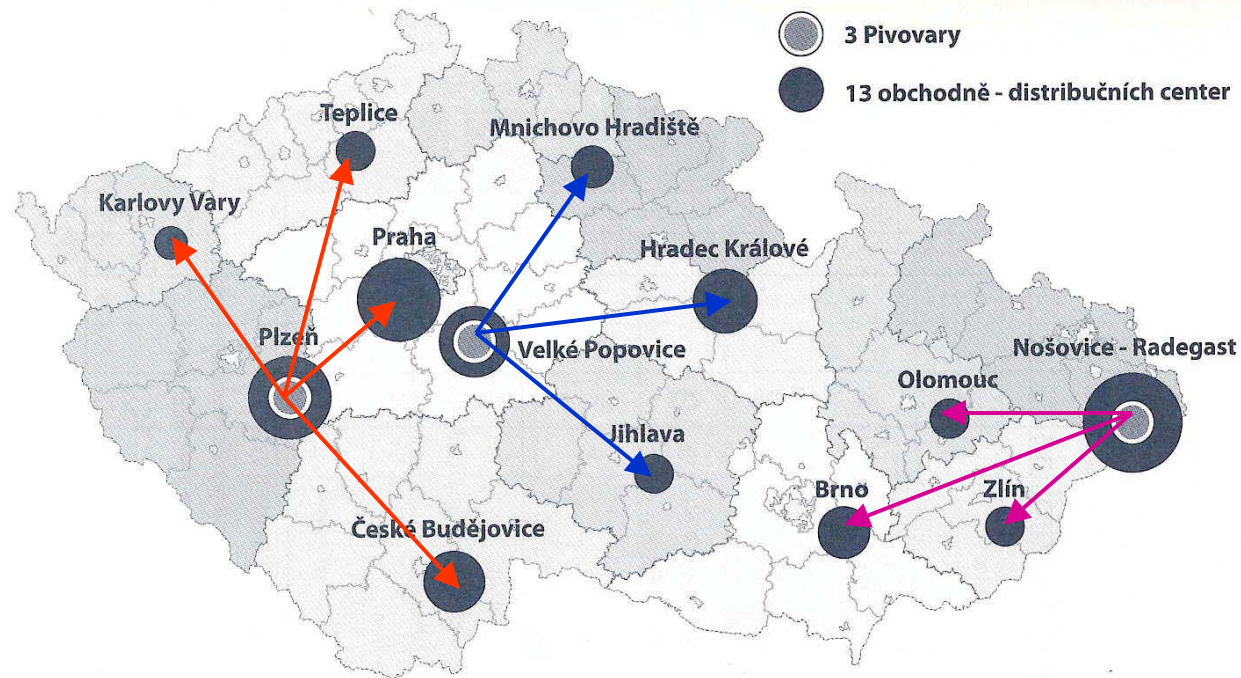 3 Pivovary
13 obchodně - distribučních center
Teplice
Mnichovo Hradiště
Karlovy Vary
Praha
Hradec Králové
Plzeň
Velké Popovice
Nošovice - Radegast
Olomouc
Jihlava
Brno
Zlín
České Budějovice